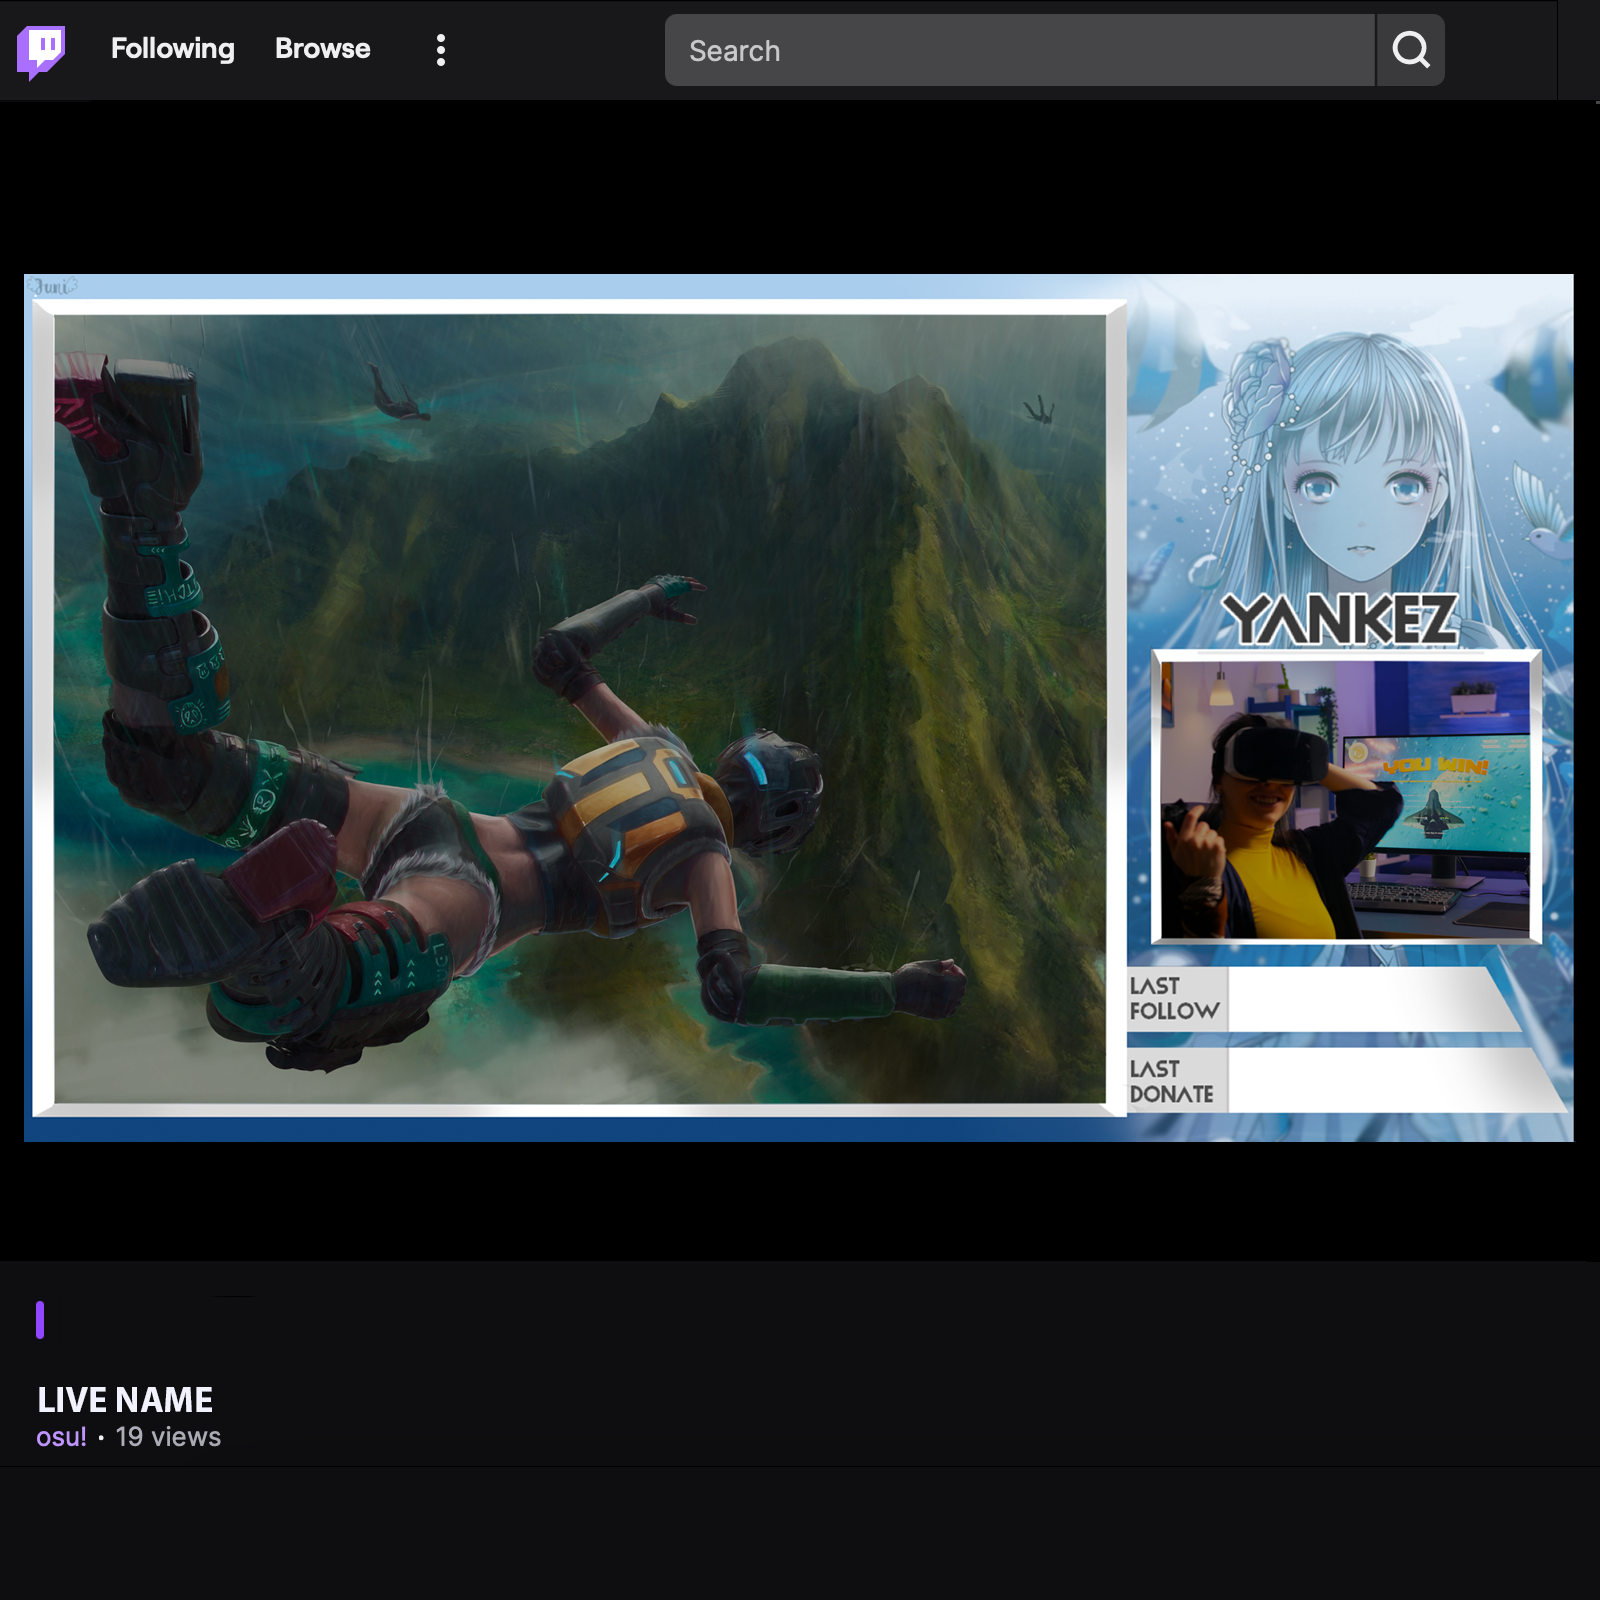 Following Browse
Search
Juni
YANKEZ
YOU WIN!
LAST
FOLLOW
LAST
DONATE
LIVE NAME
osu! · 19 views